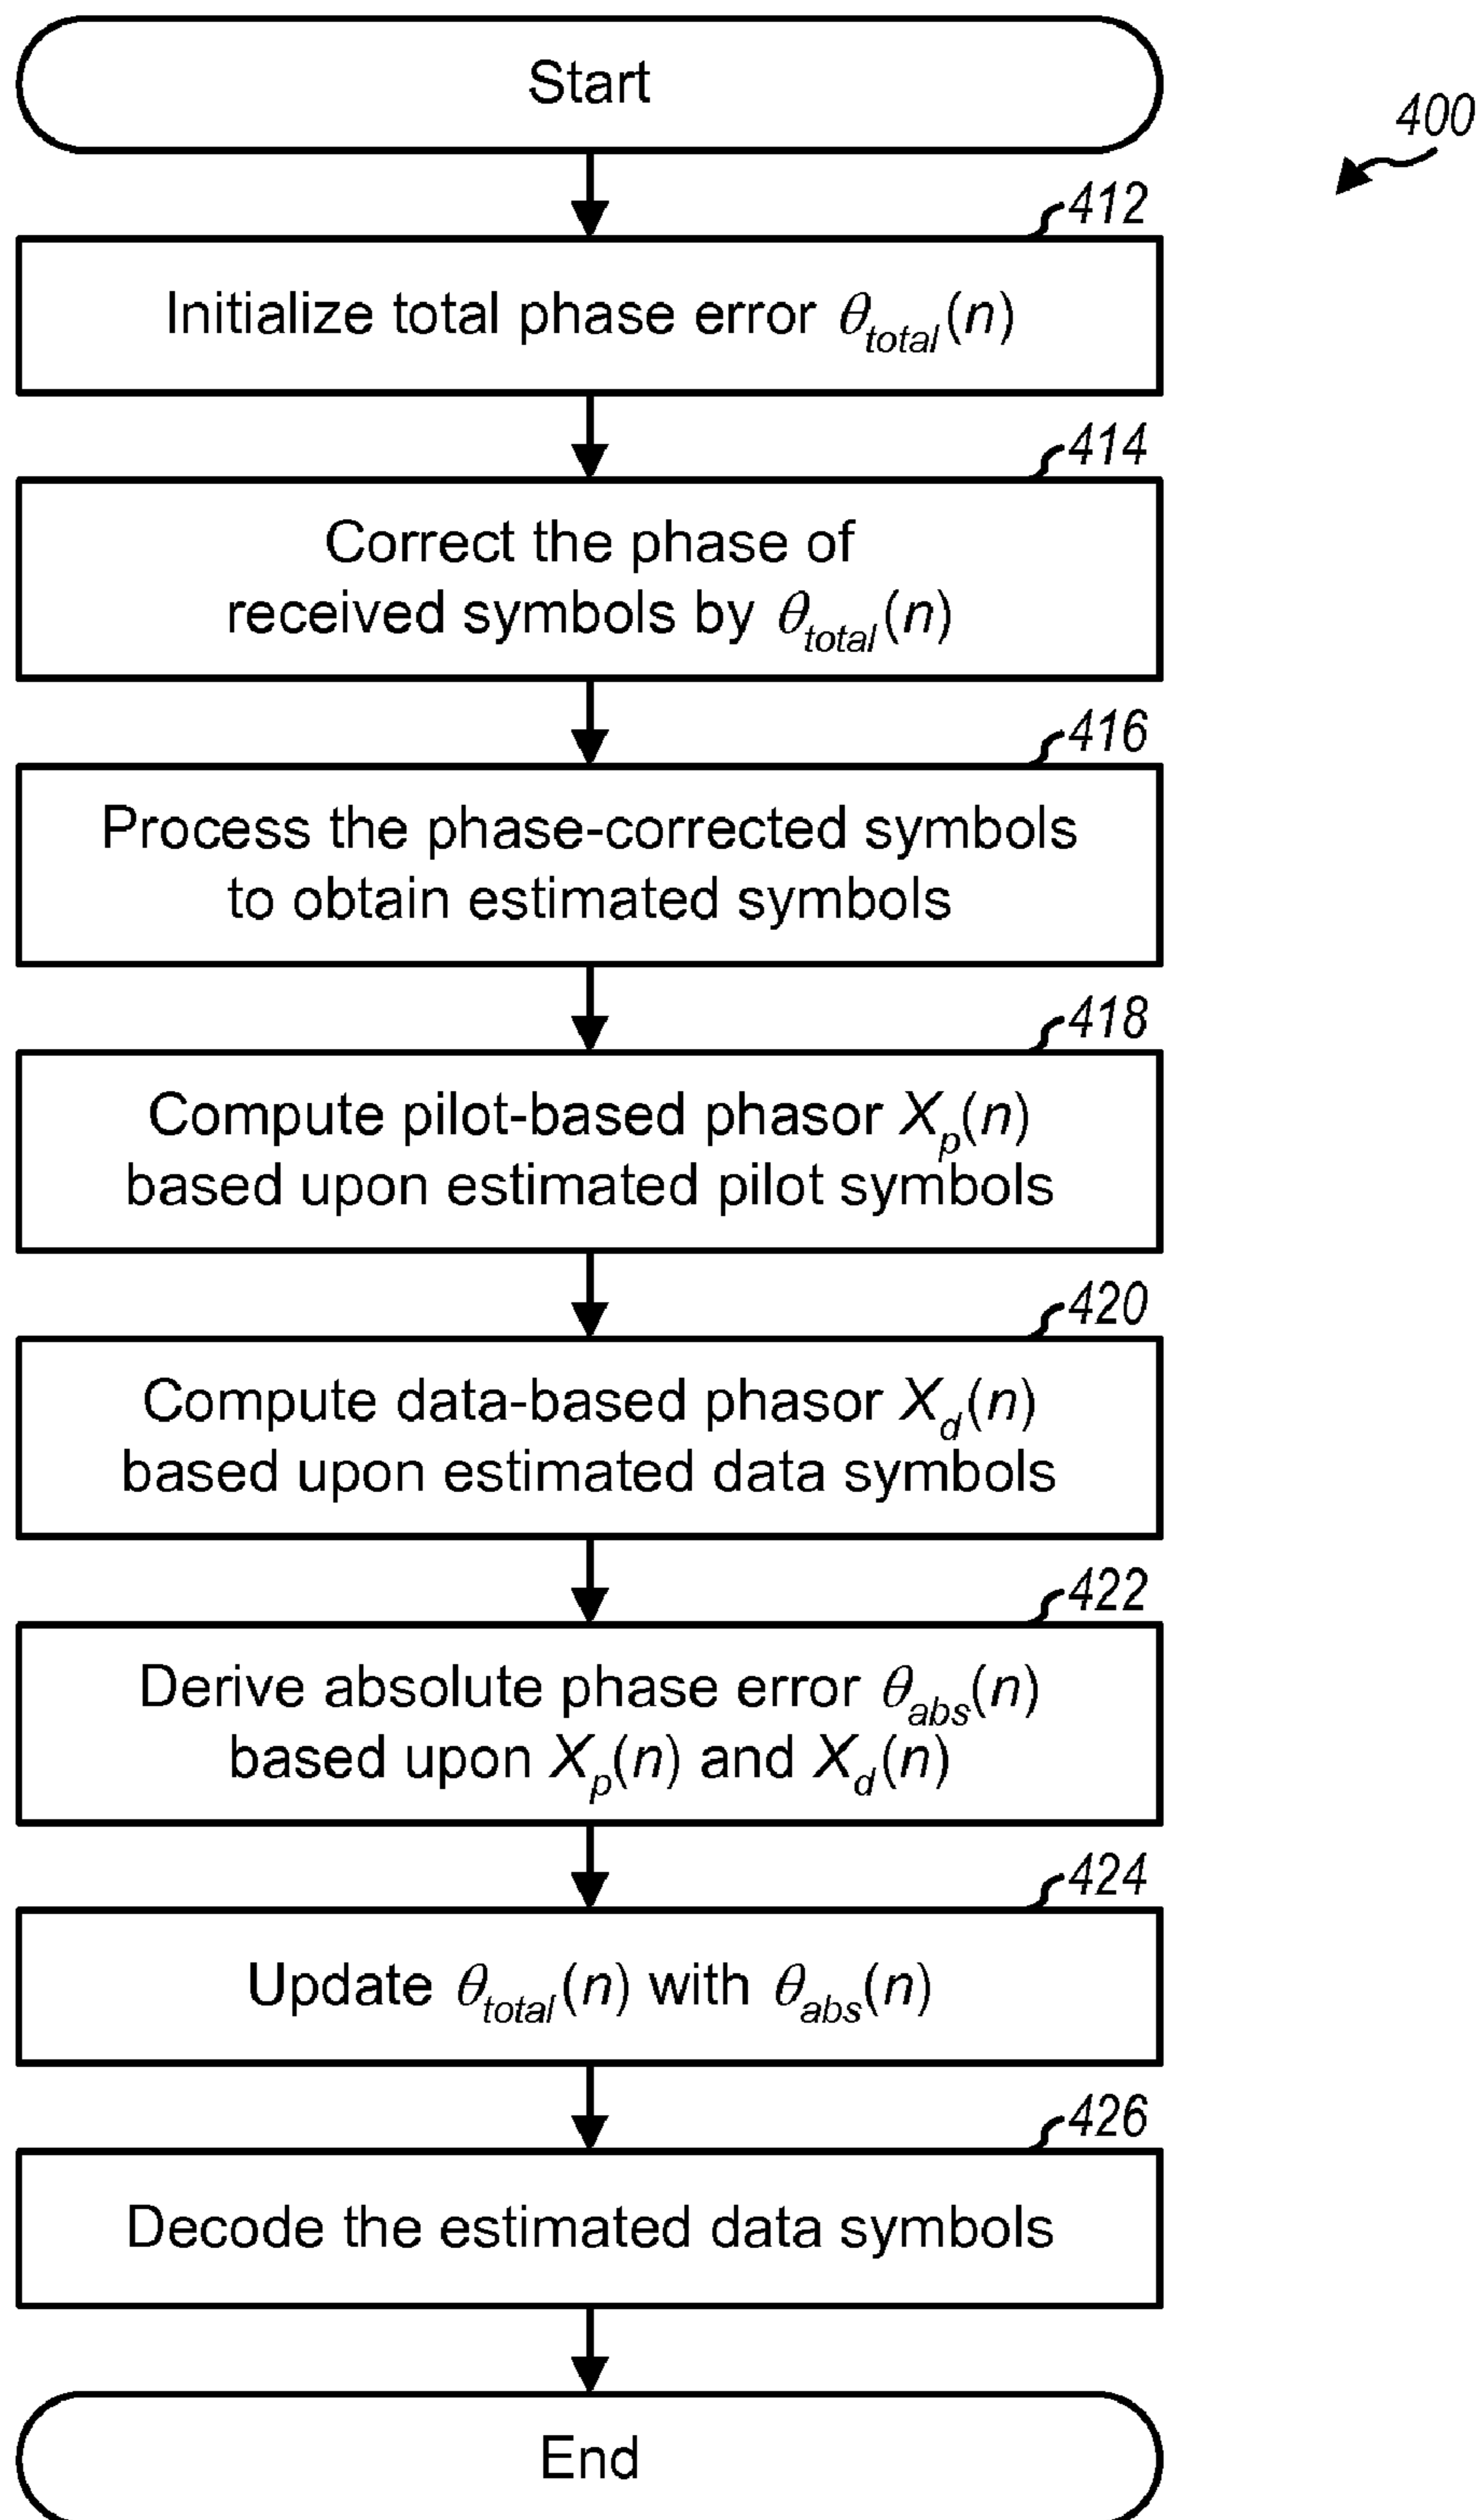 Start
400
412
Initialize total phase error θtotal(n)
414
Correct the phase of
received symbols by θtotal(n)
416
Process the phase-corrected symbols
to obtain estimated symbols
418
Compute pilot-based phasor Xp(n)
based upon estimated pilot symbols
420
Compute data-based phasor Xd(n)
based upon estimated data symbols
422
Derive absolute phase error θabs(n)
based upon Xp(n) and Xd(n)
424
Update θtotal(n) with θabs(n)
426
Decode the estimated data symbols
End